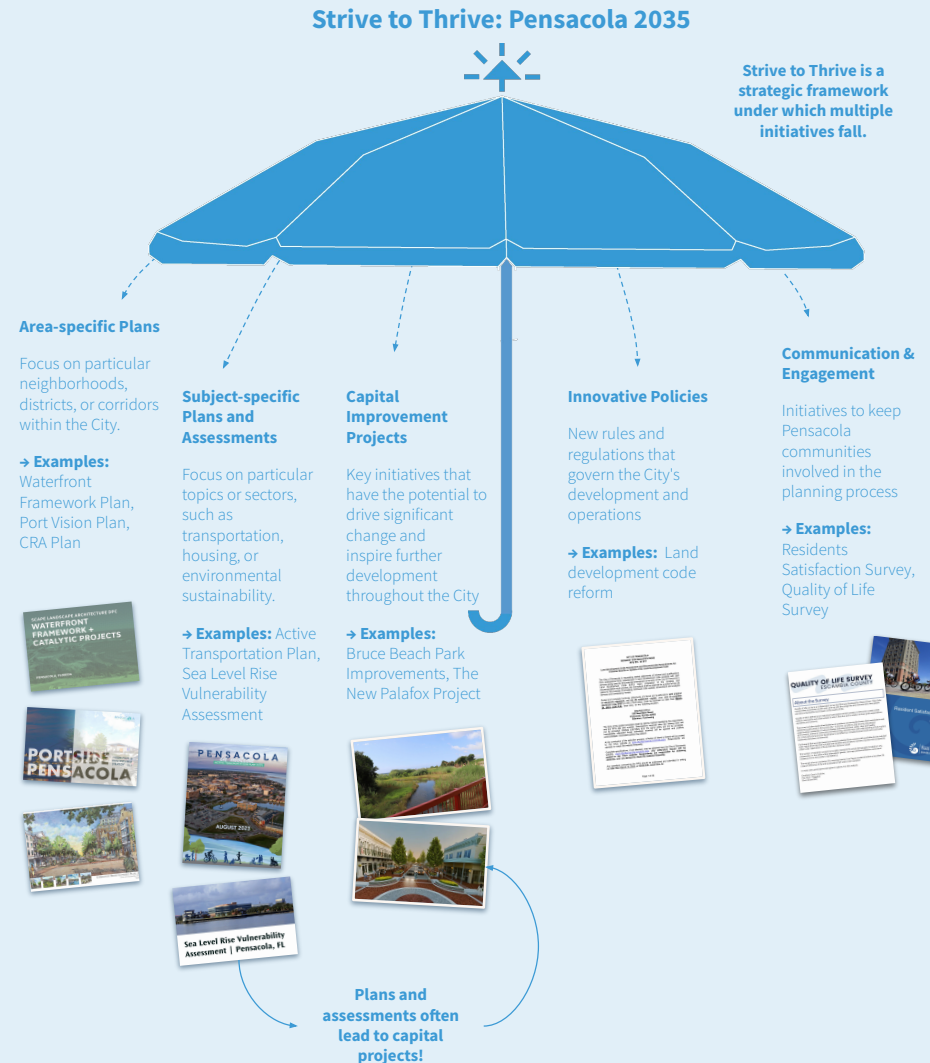 Strive to Thrive: Pensacola 2035
Strive to Thrive is a
strategic framework
under which multiple
initiatives fall.
Area-specific Plans
Focus on particular
neighborhoods,
districts, or corridors
within the City.
→ Examples:
Waterfront
Framework Plan,
Port Vision Plan,
CRA Plan
Subject-specific
Plans and
Assessments
Focus on particular
topics or sectors,
such as
transportation,
housing, or
environmental
sustainability.
→ Examples: Active
Transportation Plan,
Sea Level Rise
Vulnerability
Assessment
Capital
Improvement
Projects
Key initiatives that
have the potential to
drive significant
change and
inspire further
development
throughout the City
→ Examples:
Bruce Beach Park
Improvements, The
New Palafox Project
Innovative Policies
New rules and
regulations that
govern the City's
development and
operations
→ Examples: Land
development code
reform
Communication &
Engagement
Initiatives to keep
Pensacola
communities
involved in the
planning process
→ Examples:
Residents
Satisfaction Survey,
Quality of Life
Survey
SCAPE LANDSCAPE ARCHITECTURE DPC
WATERFRONT
FRAMEWORK +
CATALYTIC PROJECTS
PORTSIDE
PENSACOLA
PENSACOLA
AUGUST 2023
Sea Level Rise Vulnerability
Assessment | Pensacola, FL
QUALITY OF LIFE SURVEY
ESCAMBIA COUNTY
About the Survey
Resident Satisf
Plans and
assessments often
lead to capital
projects!